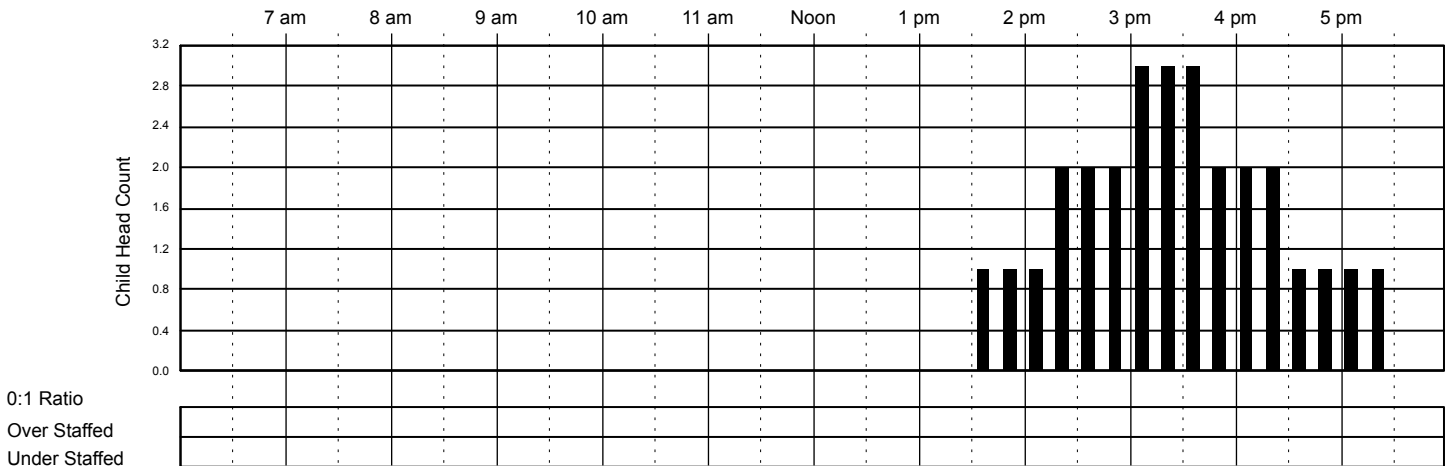 7 am 8 am 9 am 10 am 11 am Noon 1 pm 2 pm 3 pm 4 pm 5 pm
3.2
2.8
2.4
2.0
1.6
1.2
0.8
0.4
0.0
Child Head Count
0:1 Ratio
Over Staffed
Under Staffed